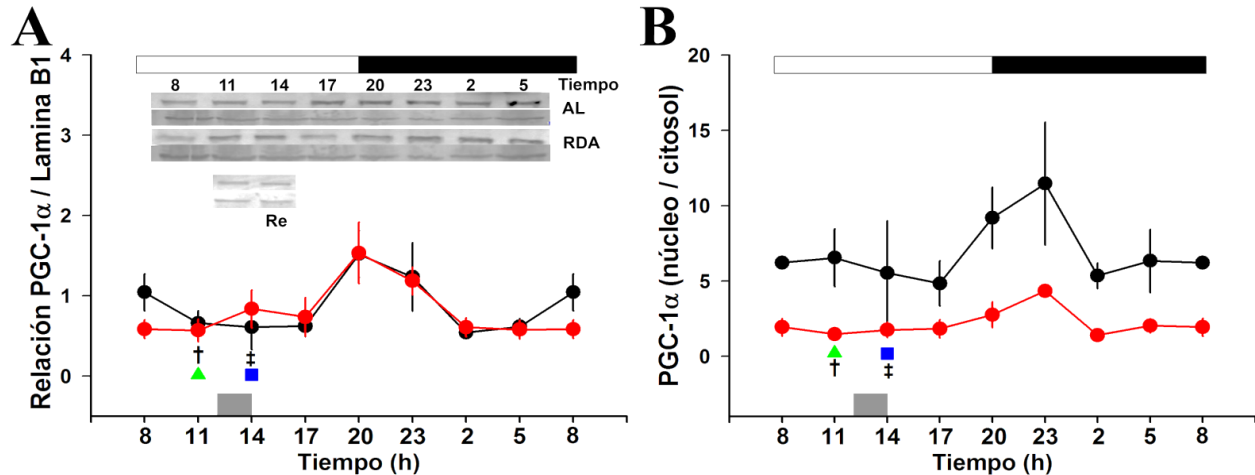 A
Relación PGC-1α / Lamina B1
4
3
2
1
0
8 11 14 17 20 23 2 5 Tiempo
AL
RDA
Re
† ‡
8 11 14 17 20 23 2 5 8
Tiempo (h)
B
PGC-1α (núcleo / citosol)
20
15
10
5
0
† ‡
8 11 14 17 20 23 2 5 8
Tiempo (h)